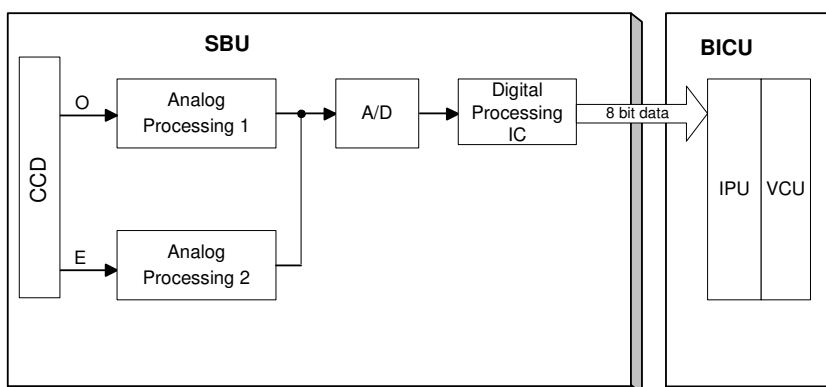 SBU
BICU
CCD
O
Analog
Processing 1
A/D
Digital
Processing
IC
8 bit data
IPU
VCU
E
Analog
Processing 2